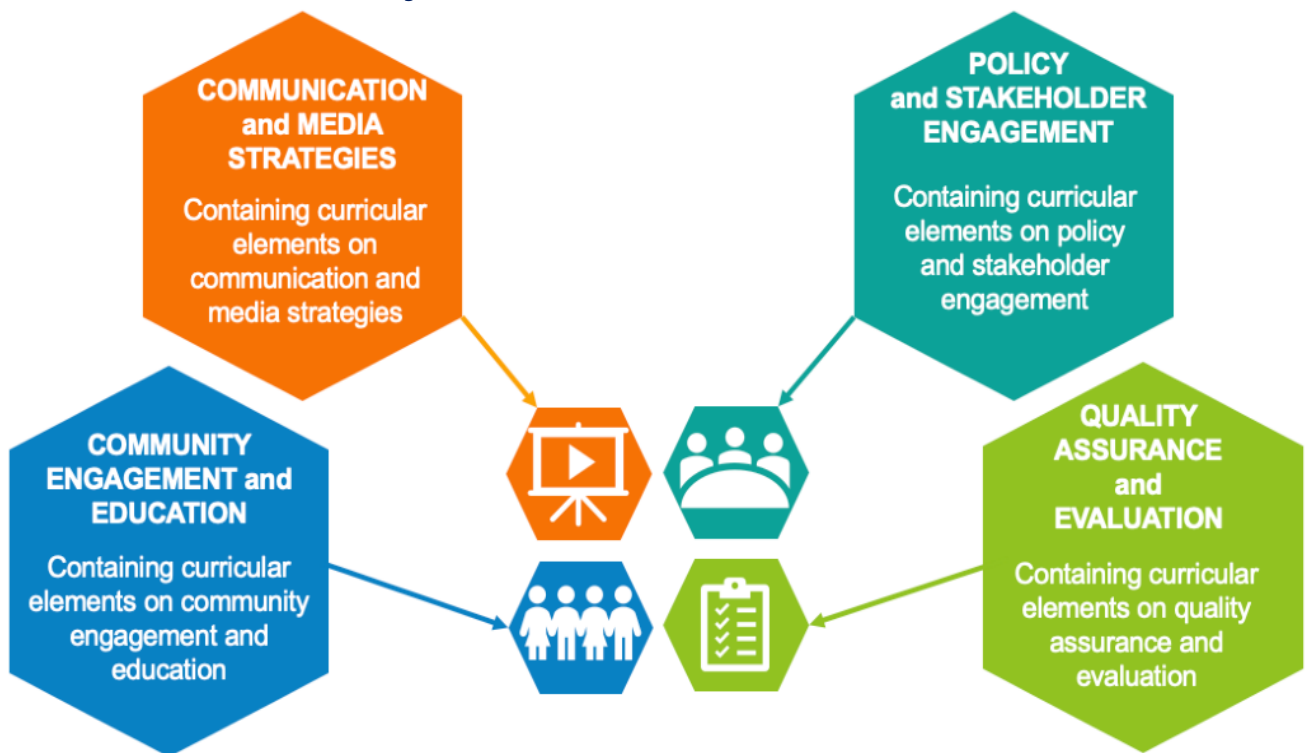 COMMUNICATION
and MEDIA
STRATEGIES
Containing curricular
elements on
communication and
media strategies
POLICY
and STAKEHOLDER
ENGAGEMENT
Containing curricular
elements on policy
and stakeholder
engagement
COMMUNITY
ENGAGEMENT and
EDUCATION
Containing curricular
elements on community
engagement and
education
QUALITY
ASSURANCE
and
EVALUATION
Containing curricular
elements on quality
assurance and
evaluation